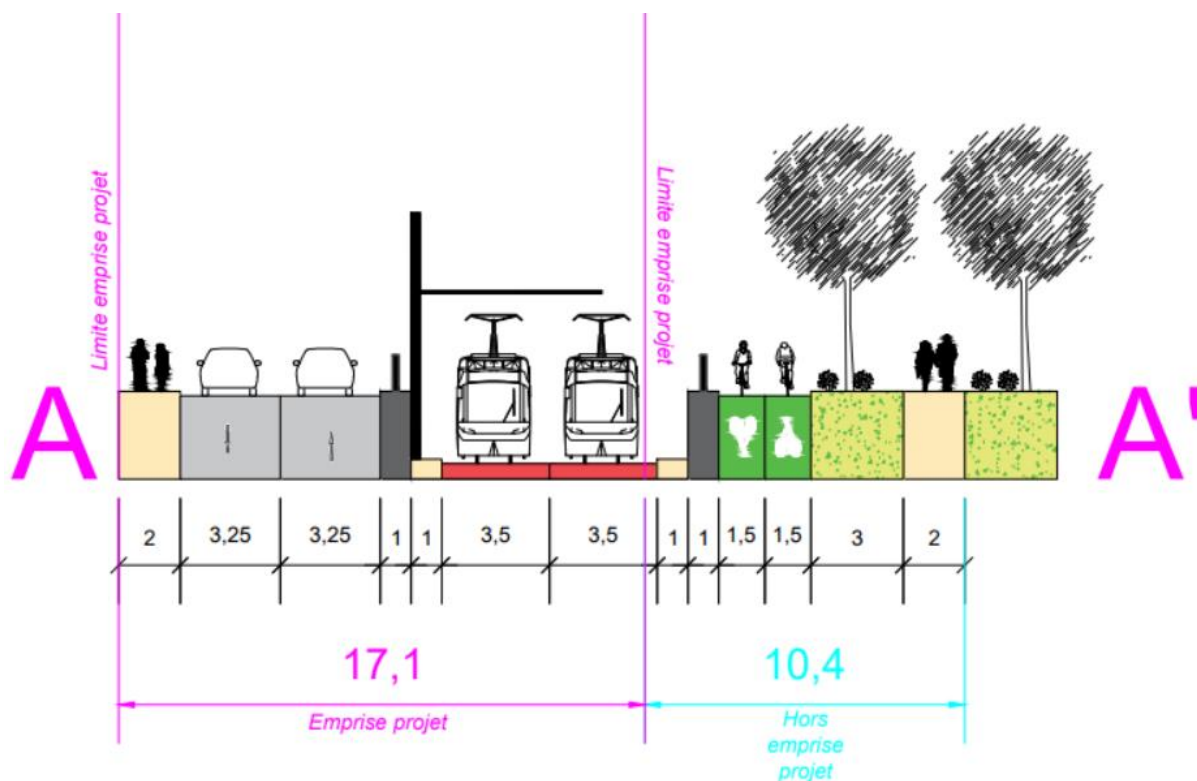 Limite emprise projet
Limite emprise projet
A
A'
2
3,25
3,25
1
1
3,5
3,5
1
1
1,5
1,5
3
2
17,1
10,4
Emprise projet
Hors
emprise
projet